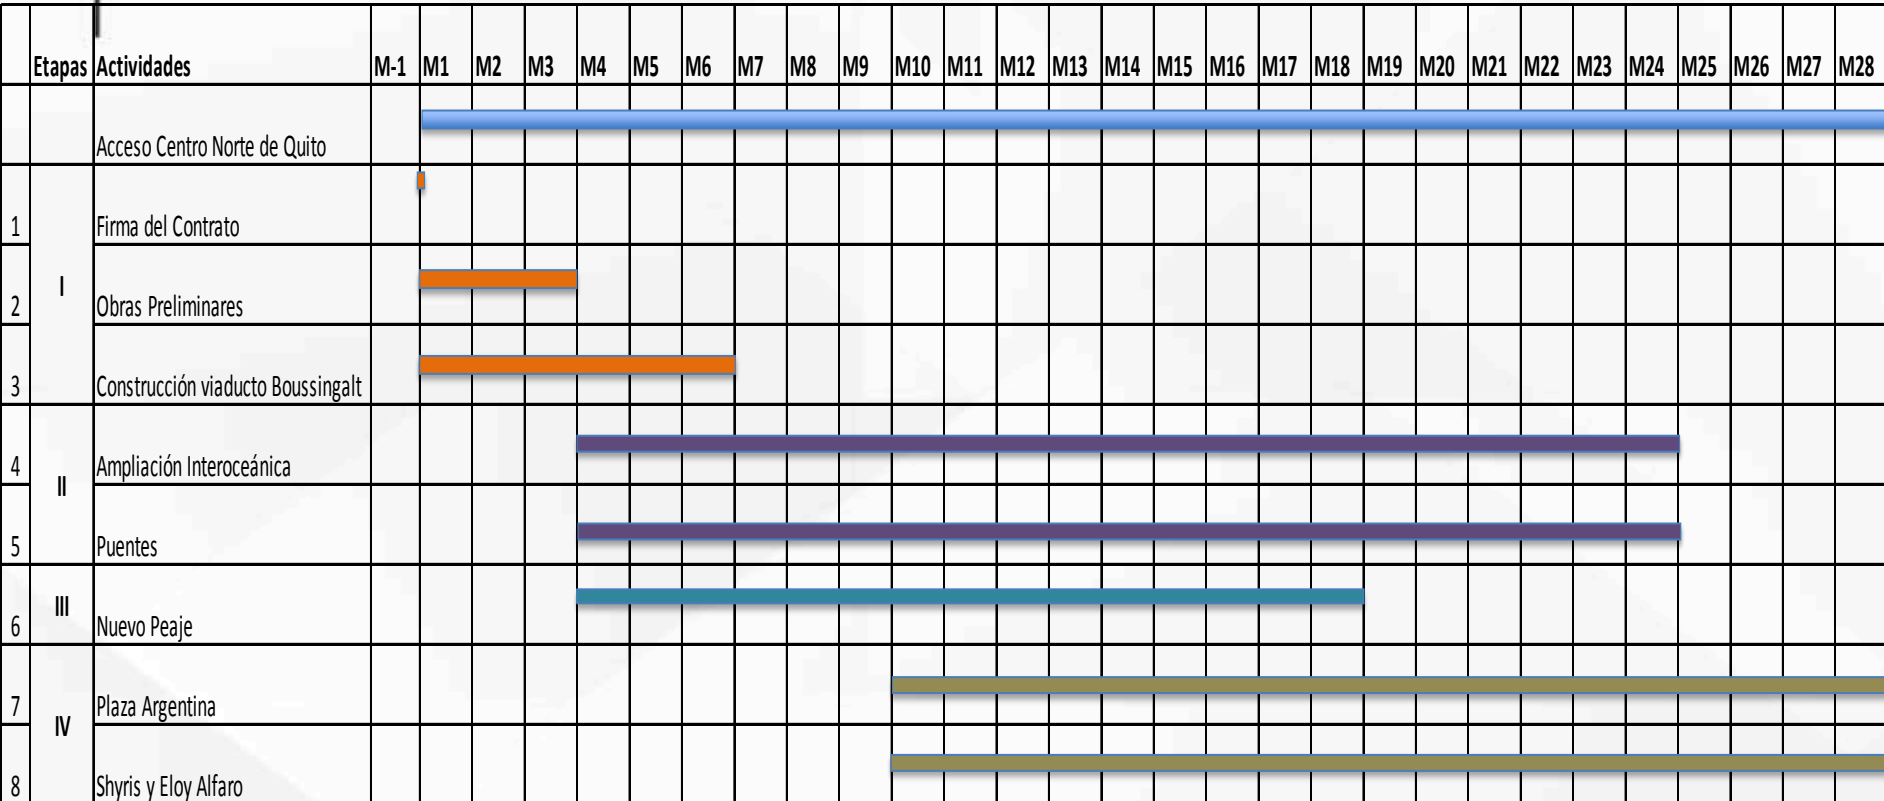 Etapas Actividades M-1 M1 M2 M3 M4 M5 M6 M7 M8 M9 M10 M11 M12 M13 M14 M15 M16 M17 M18 M19 M20 M21 M22 M23 M24 M25 M26 M27 M28
Acceso Centro Norte de Quito
1 Firma del Contrato
I
2 Obras Preliminares
3 Construcción viaducto Boussingalt
4 Ampliación Interoceánica
II
5 Puentes
III
6 Nuevo Peaje
7 Plaza Argentina
IV
8 Shyris y Eloy Alfaro